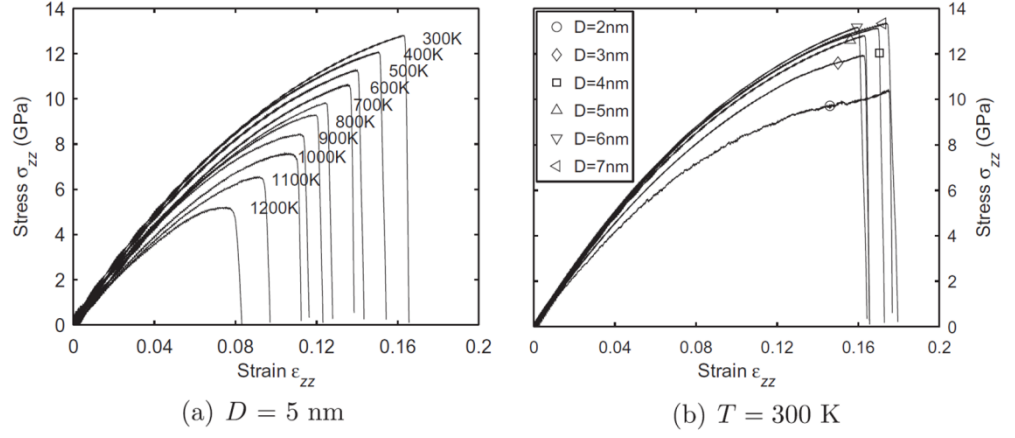 14
12
10
8
6
4
2
0
Stress σzz (GPa)
300K
400K
500K
600K
700K
800K
900K
1000K
1100K
1200K
0 0.04 0.08 0.12 0.16 0.2
Strain εzz
(a) D = 5 nm
D=2nm
D=3nm
D=4nm
D=5nm
D=6nm
D=7nm
14
12
10
8
6
4
2
0
Stress σzz (GPa)
0 0.04 0.08 0.12 0.16 0.2
Strain εzz
(b) T = 300 K